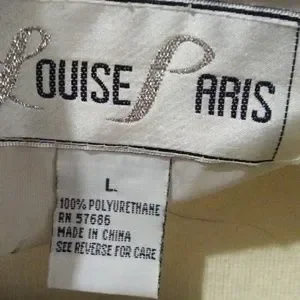 LOUISE PARIS
L
100% POLYURETHANE
RN 57686
MADE IN CHINA
SEE REVERSE FOR CARE